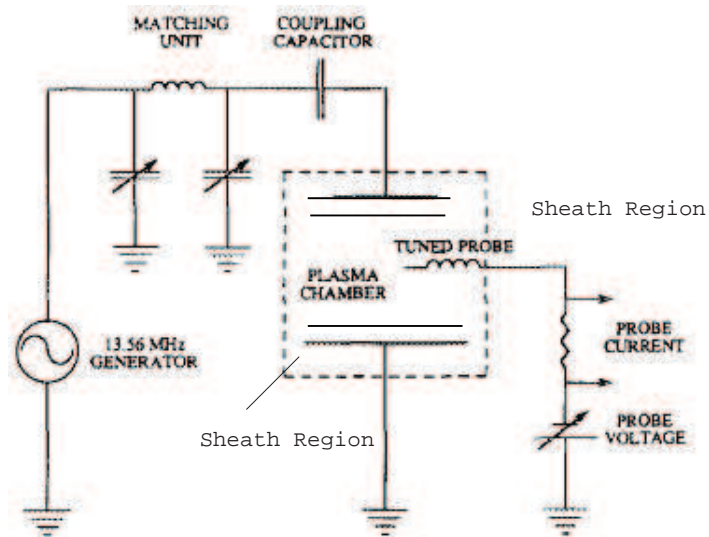 MATCHING
UNIT
COUPLING
CAPACITOR
Sheath Region
TUNED PROBE
PLASMA
CHAMBER
13.56 MHz
GENERATOR
PROBE
CURRENT
Sheath Region
PROBE
VOLTAGE